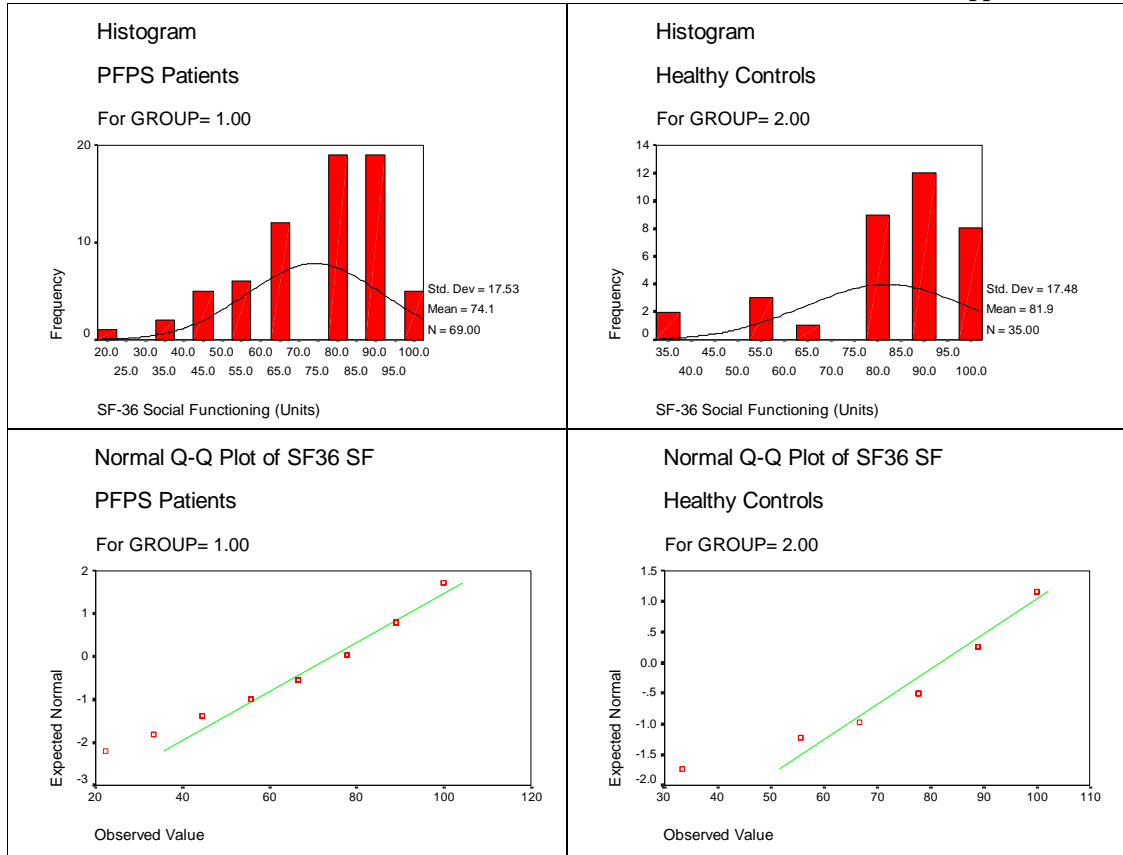 Histogram
PFPS Patients
For GROUP= 1.00
20
10
0
Frequency
Std. Dev = 17.53
Mean = 74.1
N = 69.00
20.0 30.0 40.0 50.0 60.0 70.0 80.0 90.0 100.0
25.0 35.0 45.0 55.0 65.0 75.0 85.0 95.0
SF-36 Social Functioning (Units)
Histogram
Healthy Controls
For GROUP= 2.00
14
12
10
8
6
4
2
0
Frequency
Std. Dev = 17.48
Mean = 81.9
N = 35.00
35.0 45.0 55.0 65.0 75.0 85.0 95.0
40.0 50.0 60.0 70.0 80.0 90.0 100.0
SF-36 Social Functioning (Units)
Normal Q-Q Plot of SF36 SF
PFPS Patients
For GROUP= 1.00
2
1
0
-1
-2
-3
Expected Normal
20 40 60 80 100 120
Observed Value
Normal Q-Q Plot of SF36 SF
Healthy Controls
For GROUP= 2.00
1.5
1.0
.5
0.0
-.5
-1.0
-1.5
-2.0
Expected Normal
30 40 50 60 70 80 90 100 110
Observed Value